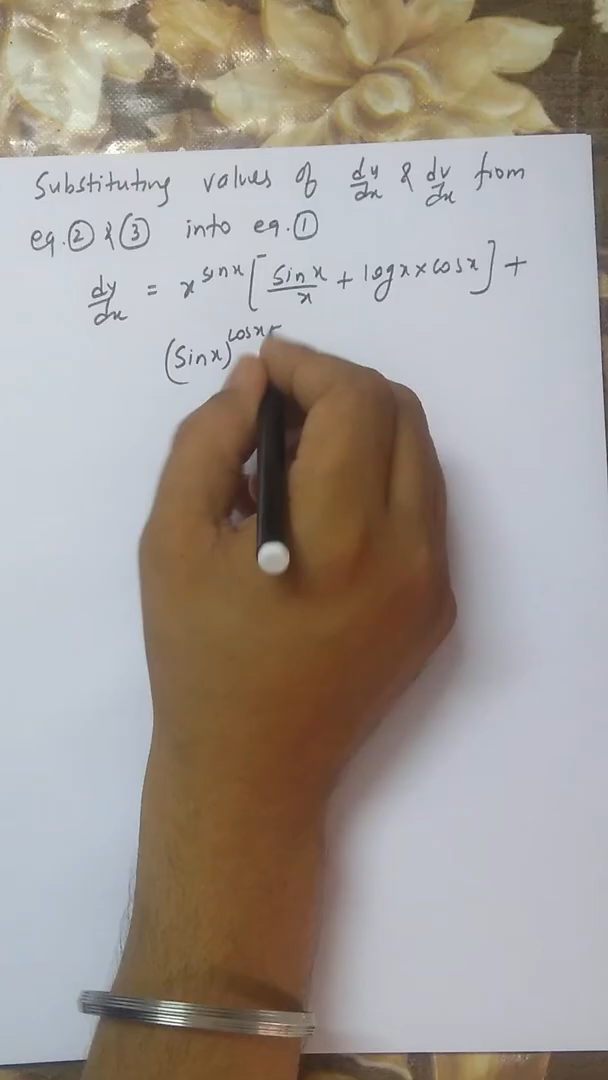 Substituting values of dy/dx & dv/dx from
eq. ② & ③ into eq. ①
dy/dx = x^sinx [ sinx/x + logx × cosx ] +
(sinx)^cosx [